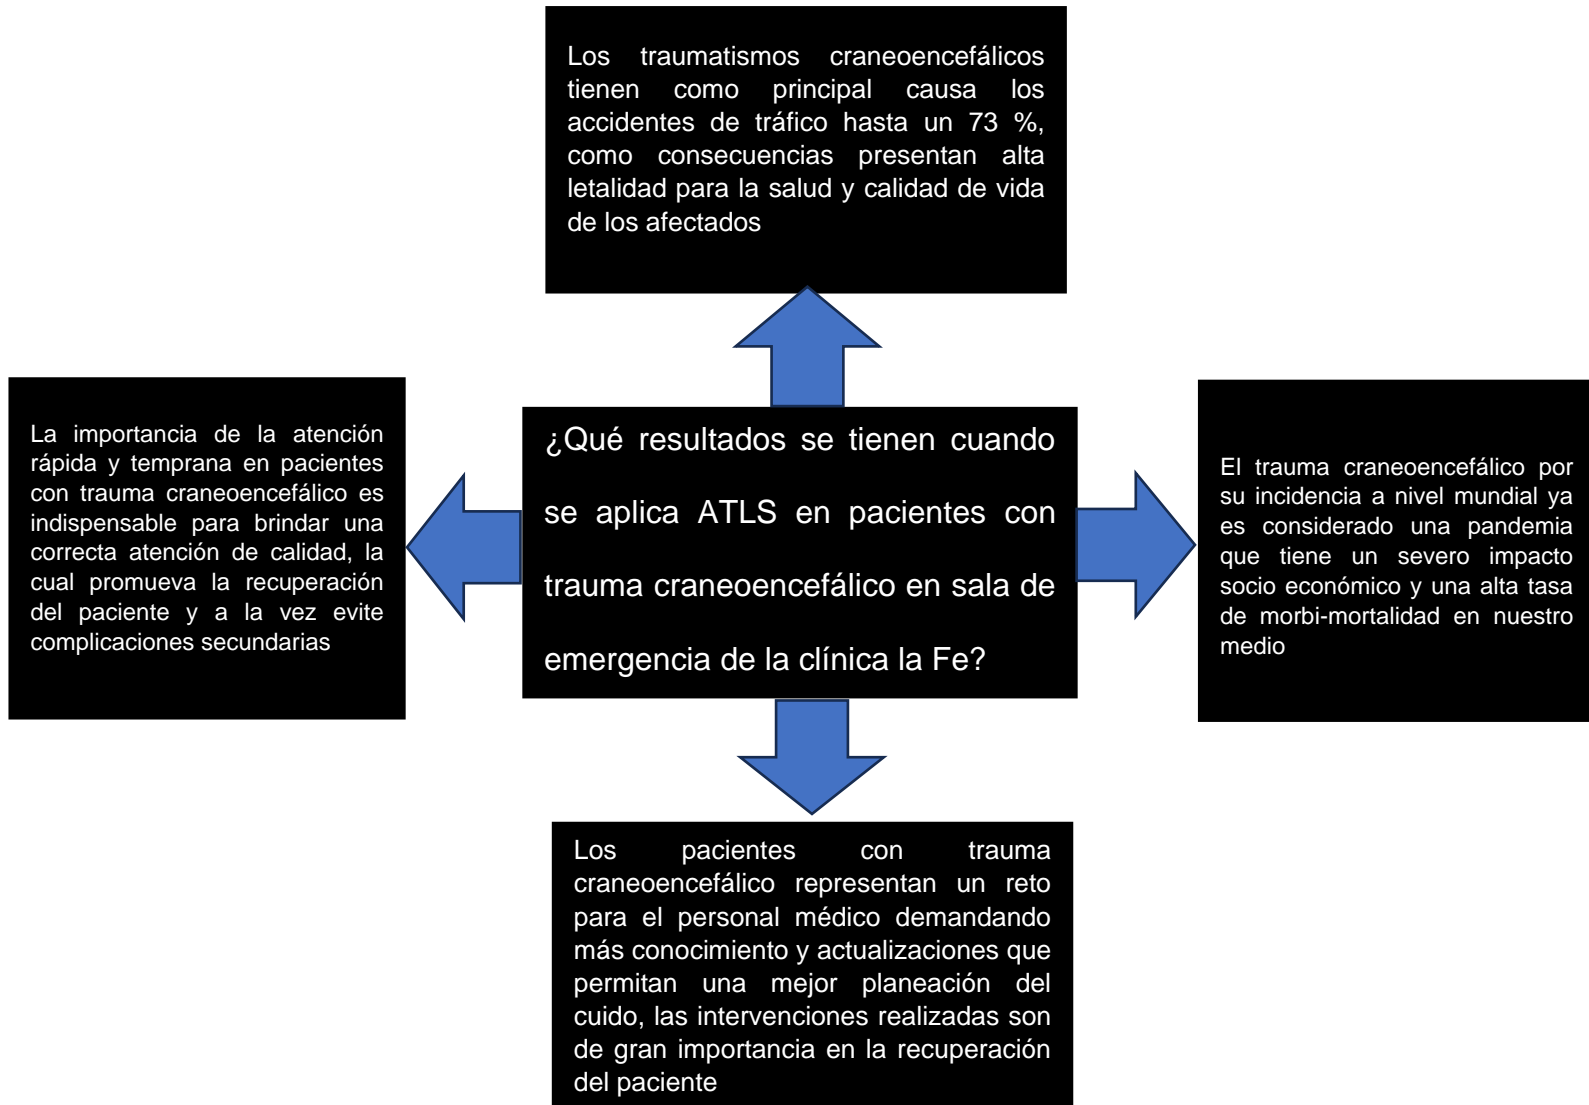 Los traumatismos craneoencefálicos
tienen como principal causa los
accidentes de tráfico hasta un 73 %,
como consecuencias presentan alta
letalidad para la salud y calidad de vida
de los afectados
La importancia de la atención
rápida y temprana en pacientes
con trauma craneoencefálico es
indispensable para brindar una
correcta atención de calidad, la
cual promueva la recuperación
del paciente y a la vez evite
complicaciones secundarias
¿Qué resultados se tienen cuando
se aplica ATLS en pacientes con
trauma craneoencefálico en sala de
emergencia de la clínica la Fe?
El trauma craneoencefálico por
su incidencia a nivel mundial ya
es considerado una pandemia
que tiene un severo impacto
socio económico y una alta tasa
de morbi-mortalidad en nuestro
medio
Los pacientes con trauma
craneoencefálico representan un reto
para el personal médico demandando
más conocimiento y actualizaciones que
permitan una mejor planeación del
cuido, las intervenciones realizadas son
de gran importancia en la recuperación
del paciente